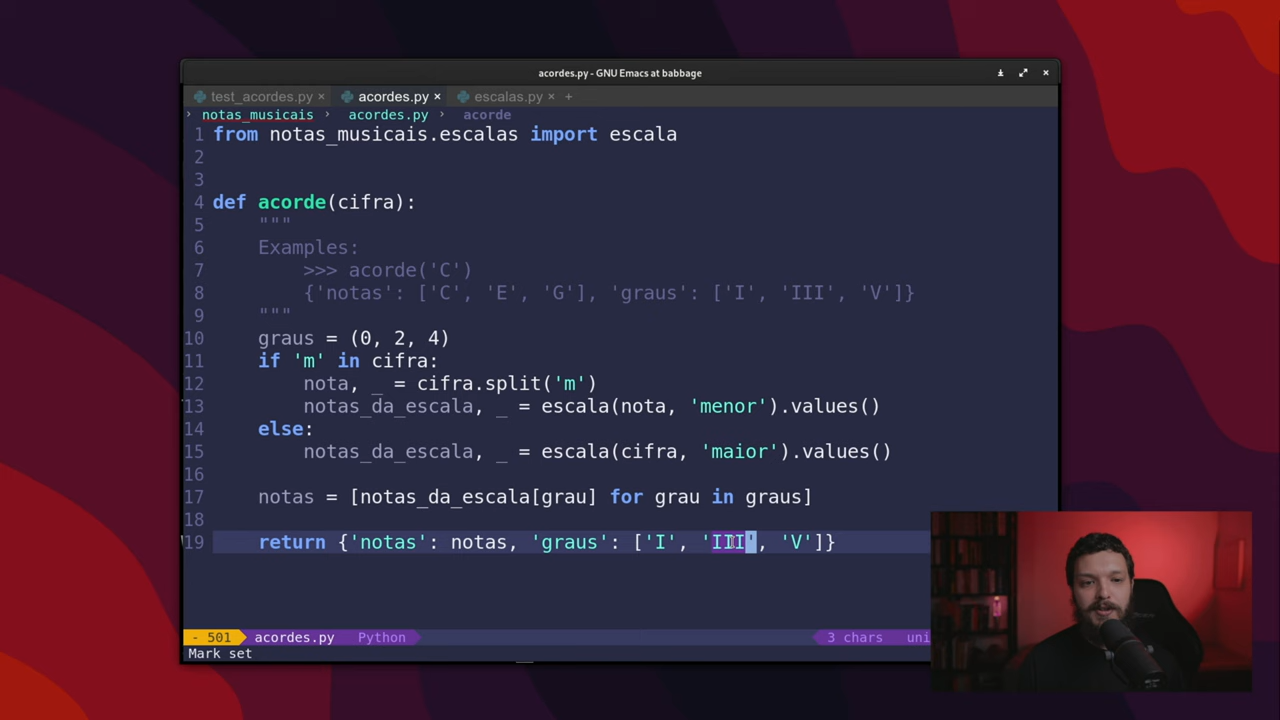 acordes.py - GNU Emacs at babbage
test_acordes.py × acordes.py × escalas.py × +
› notas_musicais › acordes.py › acorde
1 from notas_musicais.escalas import escala
2
3
4 def acorde(cifra):
5 """
6 Examples:
7 >>> acorde('C')
8 {'notas': ['C', 'E', 'G'], 'graus': ['I', 'III', 'V']}
9 """
10 graus = (0, 2, 4)
11 if 'm' in cifra:
12 nota, _ = cifra.split('m')
13 notas_da_escala, _ = escala(nota, 'menor').values()
14 else:
15 notas_da_escala, _ = escala(cifra, 'maior').values()
16
17 notas = [notas_da_escala[grau] for grau in graus]
18
19 return {'notas': notas, 'graus': ['I', 'III', 'V']}
- 501 acordes.py Python 3 chars uni
Mark set